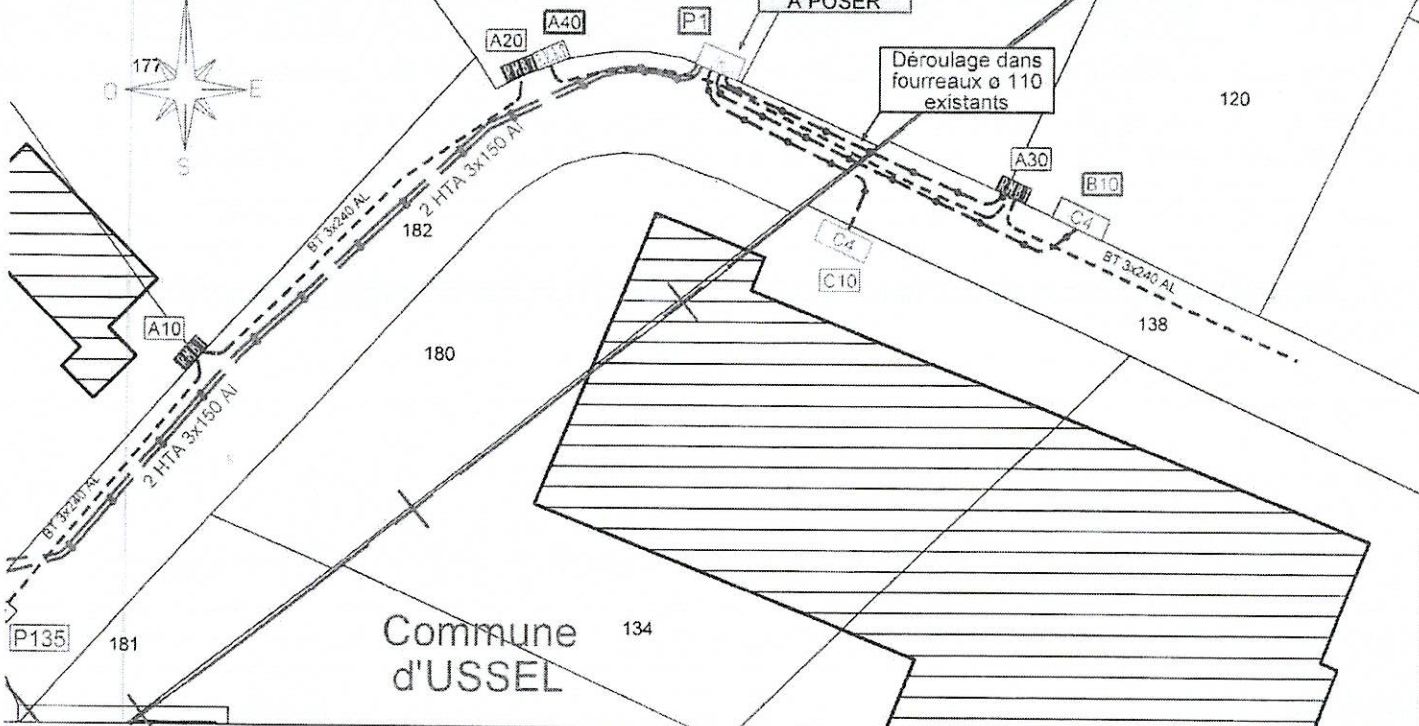 A POSER
A20
A40
P1
Déroulage dans
fourreaux ø 110
existants
177
O
E
S
120
A30
B10
C4
2 HTA 3x150 Al
BT 3x240 AL
182
C4
C10
BT 3x240 AL
138
A10
180
2 HTA 3x150 Al
BT 3x240 AL
P135
181
Commune
d'USSEL
134